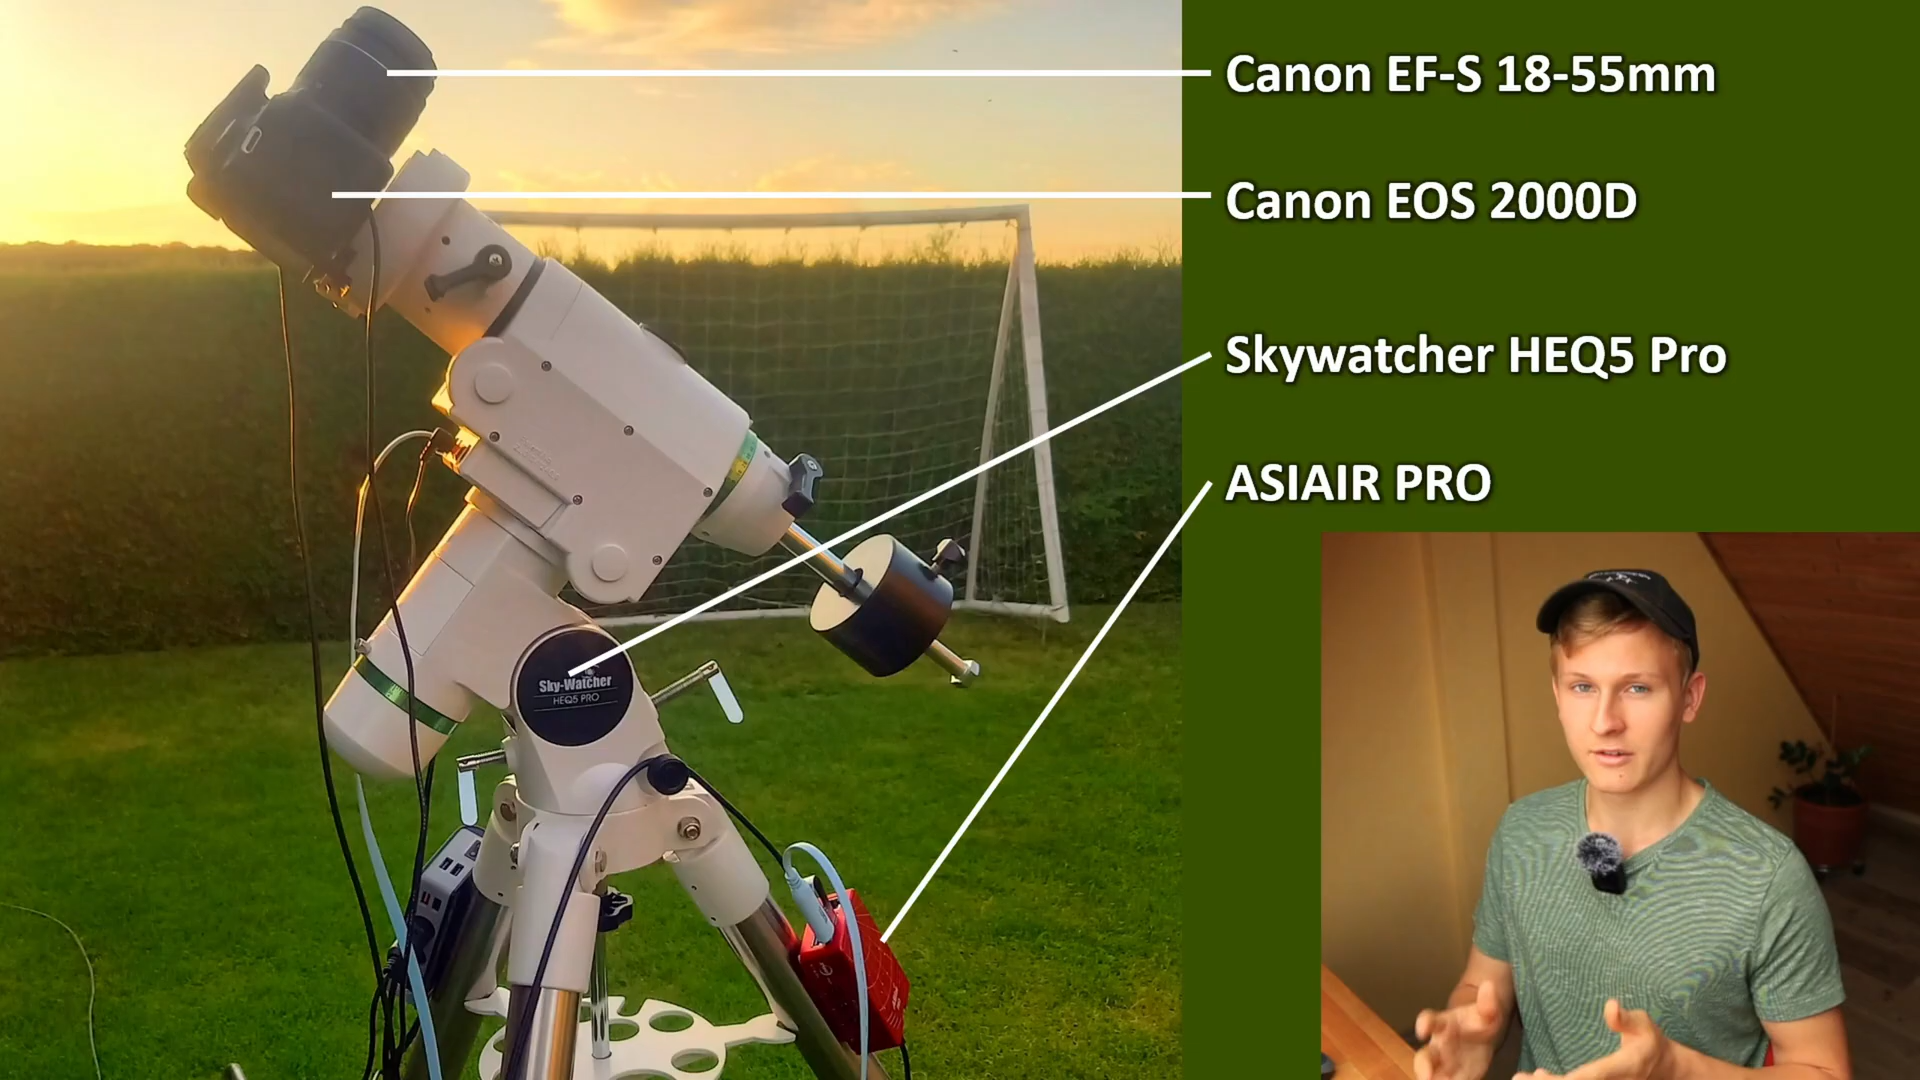 Canon EF-S 18-55mm
Canon EOS 2000D
Skywatcher HEQ5 Pro
ASIAIR PRO
Sky-Watcher
HEQ5 PRO